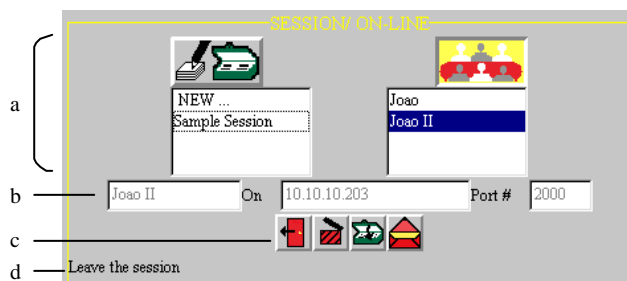 SESSION/ ON-LINE
a
NEW ...
Sample Session
Joao
Joao II
b
Joao II On 10.10.10.203 Port # 2000
c
d
Leave the session